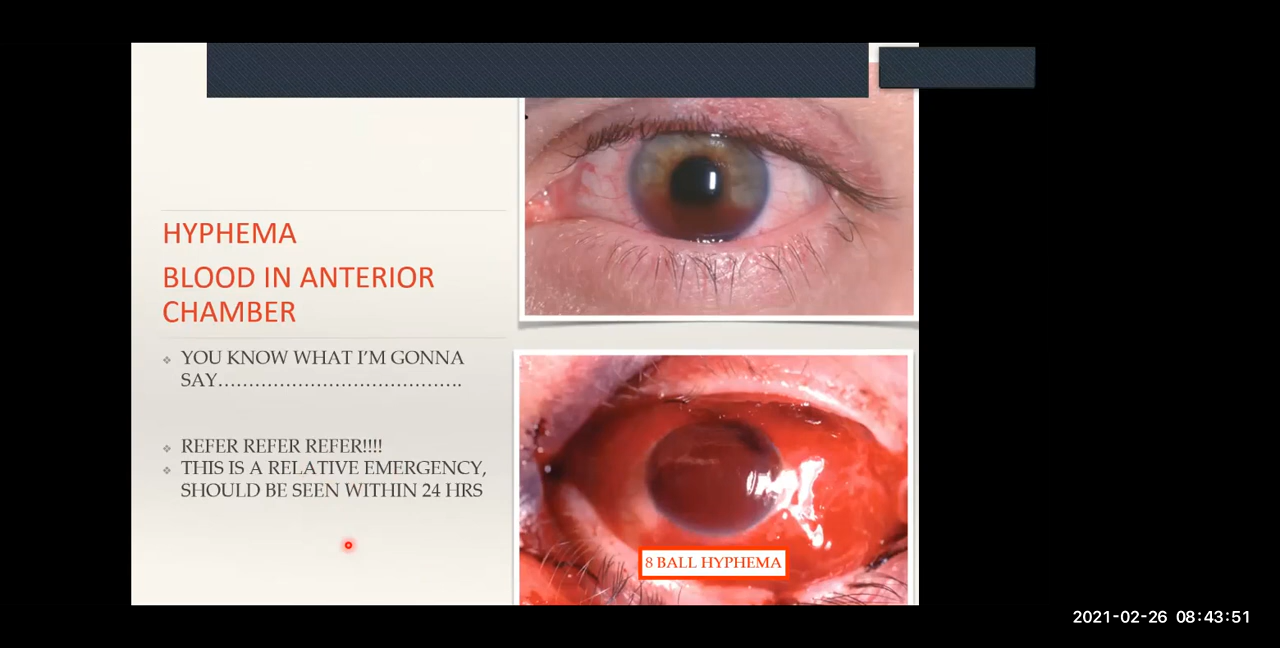 HYPHEMA
BLOOD IN ANTERIOR
CHAMBER
YOU KNOW WHAT I'M GONNA
SAY…………………………………….
REFER REFER REFER!!!!
THIS IS A RELATIVE EMERGENCY,
SHOULD BE SEEN WITHIN 24 HRS
8 BALL HYPHEMA
2021-02-26 08:43:51